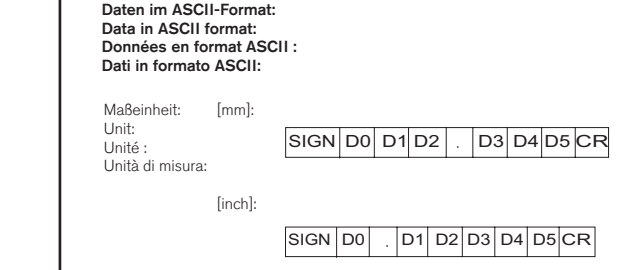 Daten im ASCII-Format:
Data in ASCII format:
Données en format ASCII :
Dati in formato ASCII:
Maßeinheit: [mm]:
Unit:
Unité :
Unità di misura:
SIGN D0 D1 D2 . D3 D4 D5 CR
[inch]:
SIGN D0 . D1 D2 D3 D4 D5 CR